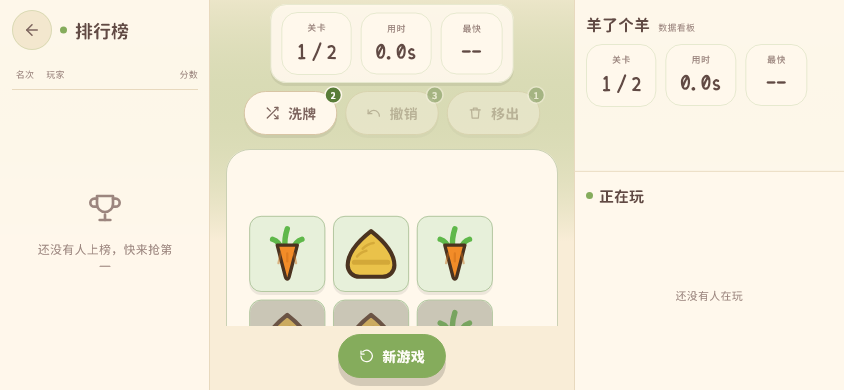 排行榜
名次 玩家 分数
还没有人上榜，快来抢第
一
关卡 用时 最快
1/2 0.0s --
洗牌 2 撤销 3 移出 1
新游戏
羊了个羊 数据看板
关卡 用时 最快
1/2 0.0s --
正在玩
还没有人在玩